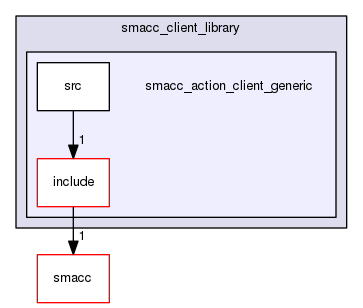 smacc_client_library
src
smacc_action_client_generic
1
include
1
smacc